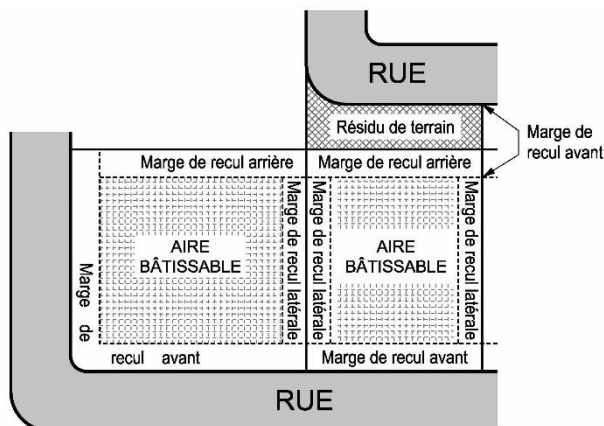 RUE
Résidu de terrain
Marge de
recul avant
Marge de recul arrière
Marge de recul arrière
Marge de
recul avant
AIRE
BÂTISSABLE
Marge de recul latérale
Marge de recul latérale
AIRE
BÂTISSABLE
Marge de recul latérale
Marge de recul avant
RUE